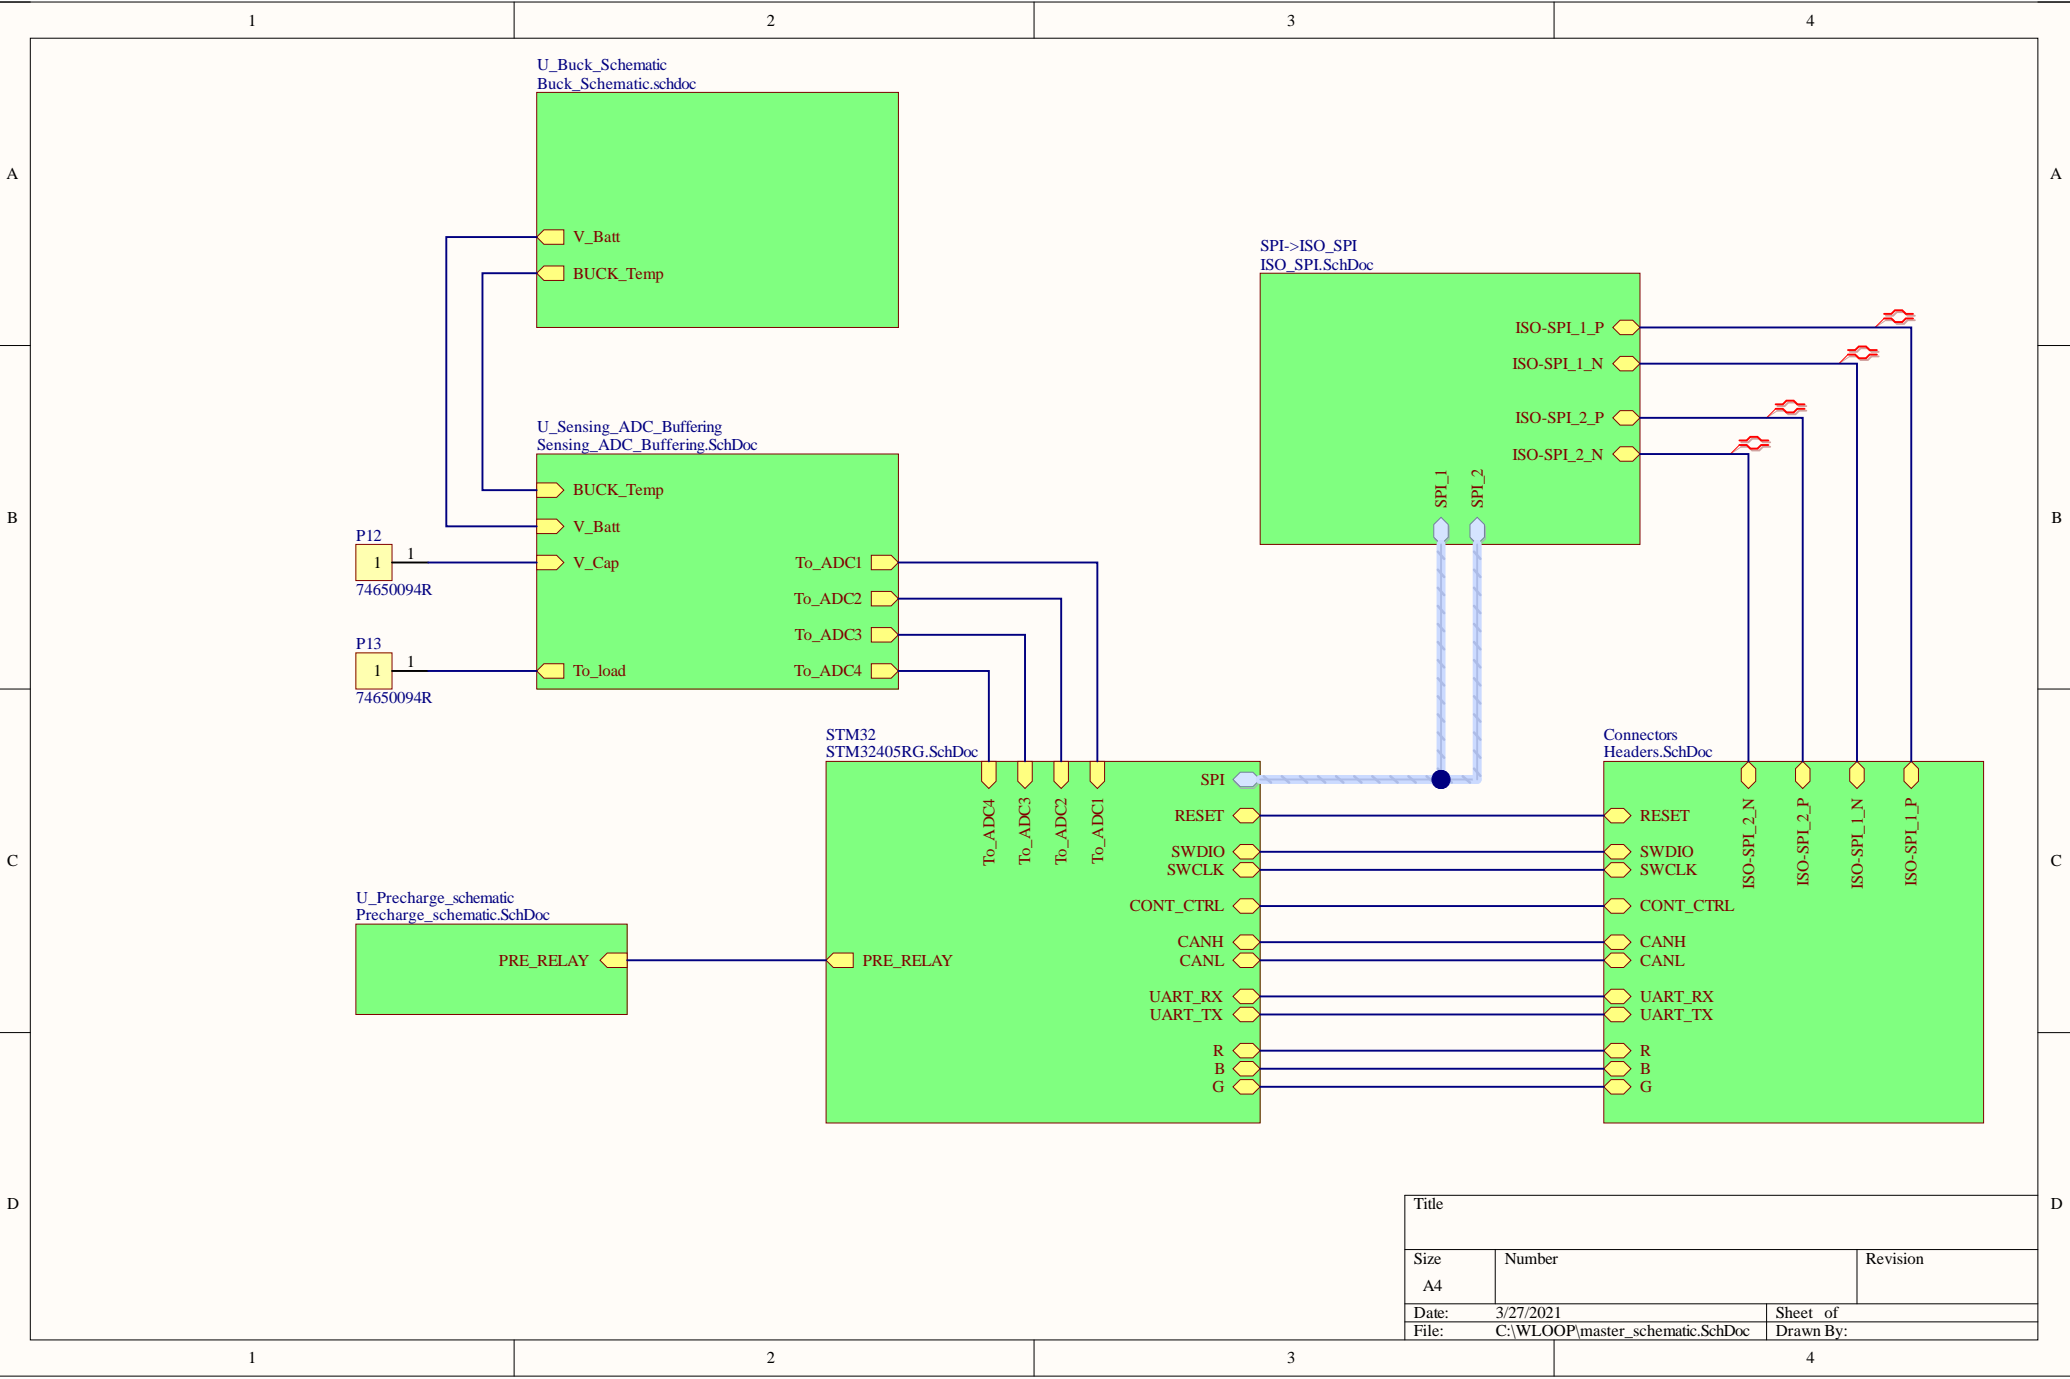 1 2 3 4
A A
B B
C C
D D
U_Buck_Schematic
Buck_Schematic.schdoc
V_Batt
BUCK_Temp
U_Sensing_ADC_Buffering
Sensing_ADC_Buffering.SchDoc
BUCK_Temp
V_Batt
V_Cap
To_load
To_ADC1
To_ADC2
To_ADC3
To_ADC4
P12
1 1
74650094R
P13
1 1
74650094R
SPI->ISO_SPI
ISO_SPI.SchDoc
ISO-SPI_1_P
ISO-SPI_1_N
ISO-SPI_2_P
ISO-SPI_2_N
SPI_1
SPI_2
STM32
STM32405RG.SchDoc
To_ADC4
To_ADC3
To_ADC2
To_ADC1
SPI
RESET
SWDIO
SWCLK
CONT_CTRL
CANH
CANL
UART_RX
UART_TX
R
B
G
PRE_RELAY
U_Precharge_schematic
Precharge_schematic.SchDoc
PRE_RELAY
Connectors
Headers.SchDoc
ISO-SPI_2_N
ISO-SPI_2_P
ISO-SPI_1_N
ISO-SPI_1_P
RESET
SWDIO
SWCLK
CONT_CTRL
CANH
CANL
UART_RX
UART_TX
R
B
G
Title
Size Number Revision
A4
Date: 3/27/2021 Sheet of
File: C:\WLOOP\master_schematic.SchDoc Drawn By:
1 2 3 4